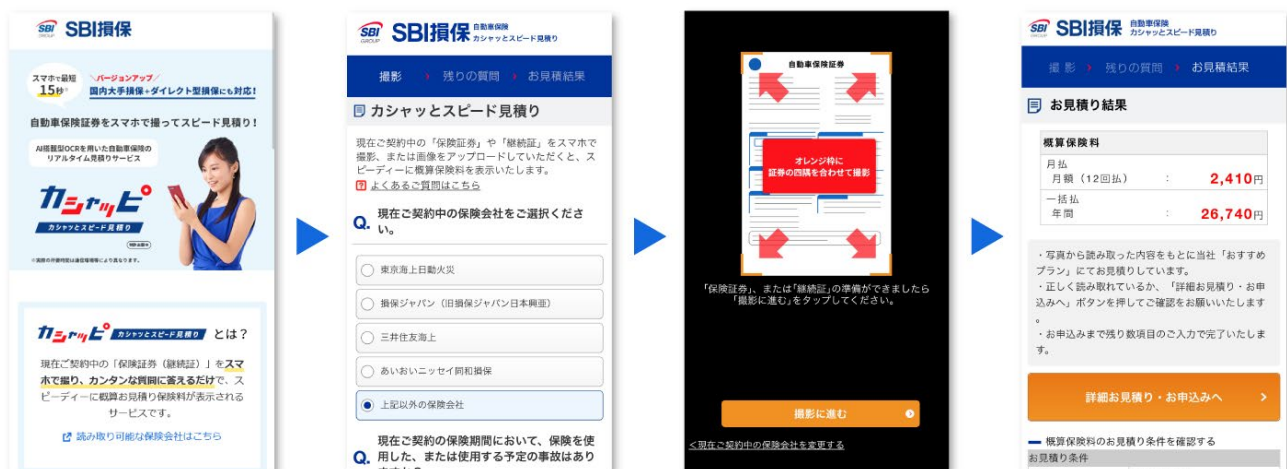 SBI GROUP SBI損保
スマホで最短
15秒※
バージョンアップ
国内大手損保+ダイレクト型損保にも対応!
自動車保険証券をスマホで撮ってスピード見積り!
AI搭載型OCRを用いた自動車保険の
リアルタイム見積りサービス
カシャッピ
カシャッとスピード見積り
カシャッピ カシャッとスピード見積り とは?
現在ご契約中の「保険証券(継続証)」をスマ
ホで撮り、カンタンな質問に答えるだけで、ス
ピーディーに概算お見積り保険料が表示される
サービスです。
読み取り可能な保険会社はこちら
SBI GROUP SBI損保 自動車保険
カシャッとスピード見積り
撮影 残りの質問 お見積結果
カシャッとスピード見積り
現在ご契約中の「保険証券」や「継続証」をスマホで
撮影、または画像をアップロードしていただくと、ス
ピーディーに概算保険料を表示いたします。
? よくあるご質問はこちら
Q. 現在ご契約中の保険会社をご選択くださ
い。
東京海上日動火災
損保ジャパン(旧損保ジャパン日本興亜)
三井住友海上
あいおいニッセイ同和損保
上記以外の保険会社
Q. 現在ご契約の保険期間において、保険を使
用した、または使用する予定の事故はあり
自動車保険証券
オレンジ枠に
証券の四隅を合わせて撮影
「保険証券」、または「継続証」の準備ができましたら
「撮影に進む」をタップしてください。
撮影に進む
<現在ご契約中の保険会社を変更する
SBI GROUP SBI損保 自動車保険
カシャッとスピード見積り
撮影 残りの質問 お見積結果
お見積り結果
概算保険料
月払
月額(12回払) : 2,410円
一括払
年間 : 26,740円
・写真から読み取った内容をもとに当社「おすすめ
プラン」にてお見積りしています。
・正しく読み取れているか、「詳細お見積り・お申
込みへ」ボタンを押してご確認をお願いいたします
。
・お申込みまで残り数項目のご入力で完了いたしま
す。
詳細お見積り・お申込みへ >
概算保険料のお見積り条件を確認する
お見積り条件